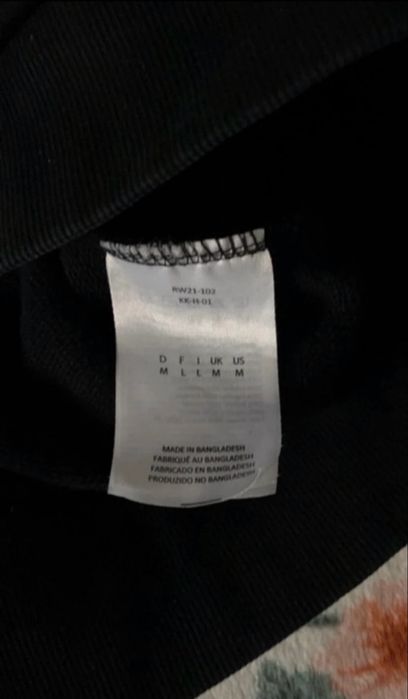 RW21-102
KK-H-01
D F I UK US
M L L M M
MADE IN BANGLADESH
FABRIQUÉ AU BANGLADESH
FABRICADO EN BANGLADESH
PRODUZIDO NO BANGLADESH